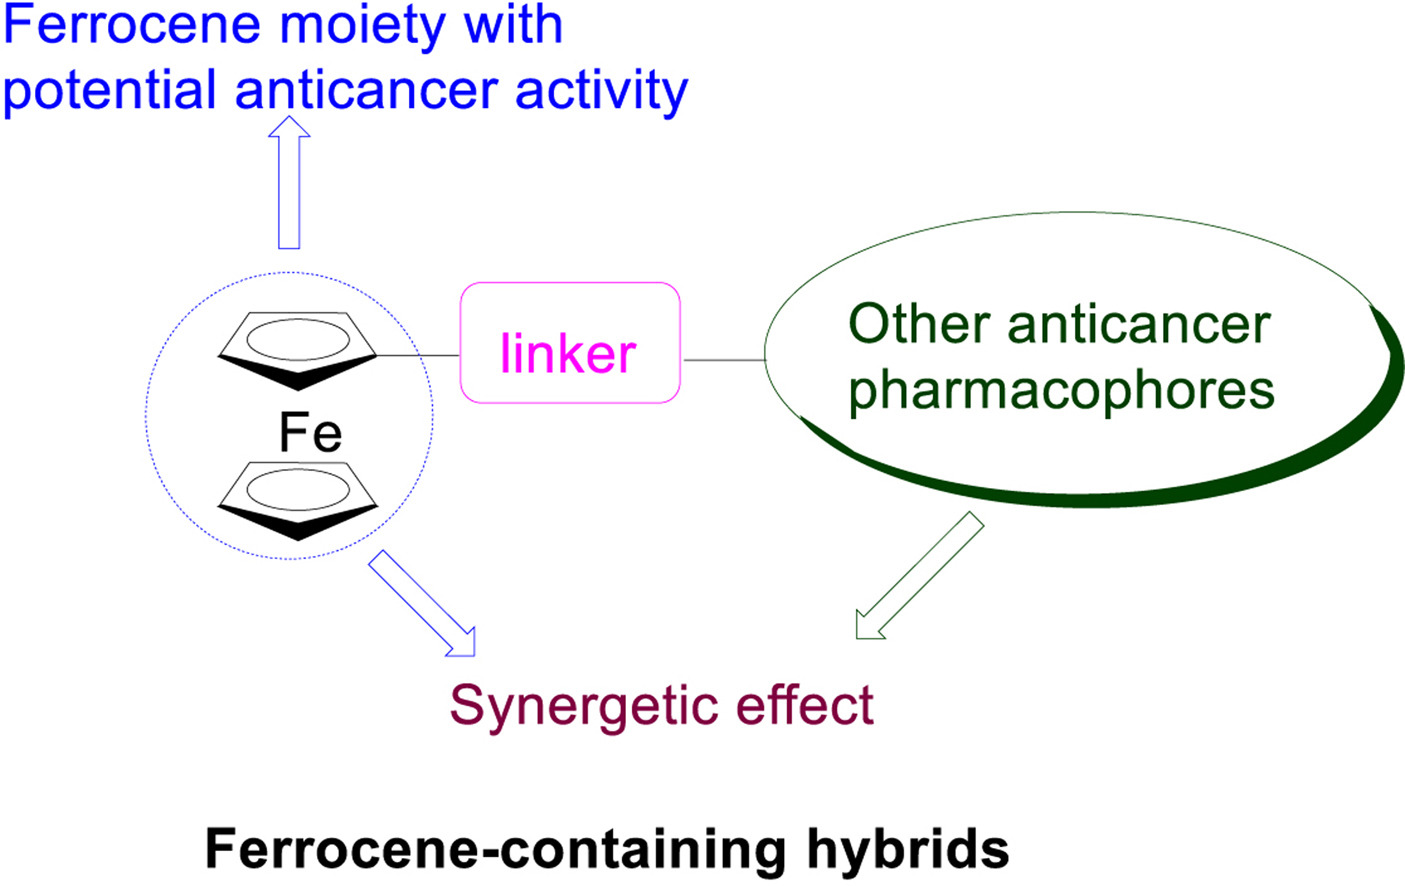 Ferrocene moiety with
potential anticancer activity
linker
Other anticancer
pharmacophores
Fe
Synergetic effect
Ferrocene-containing hybrids